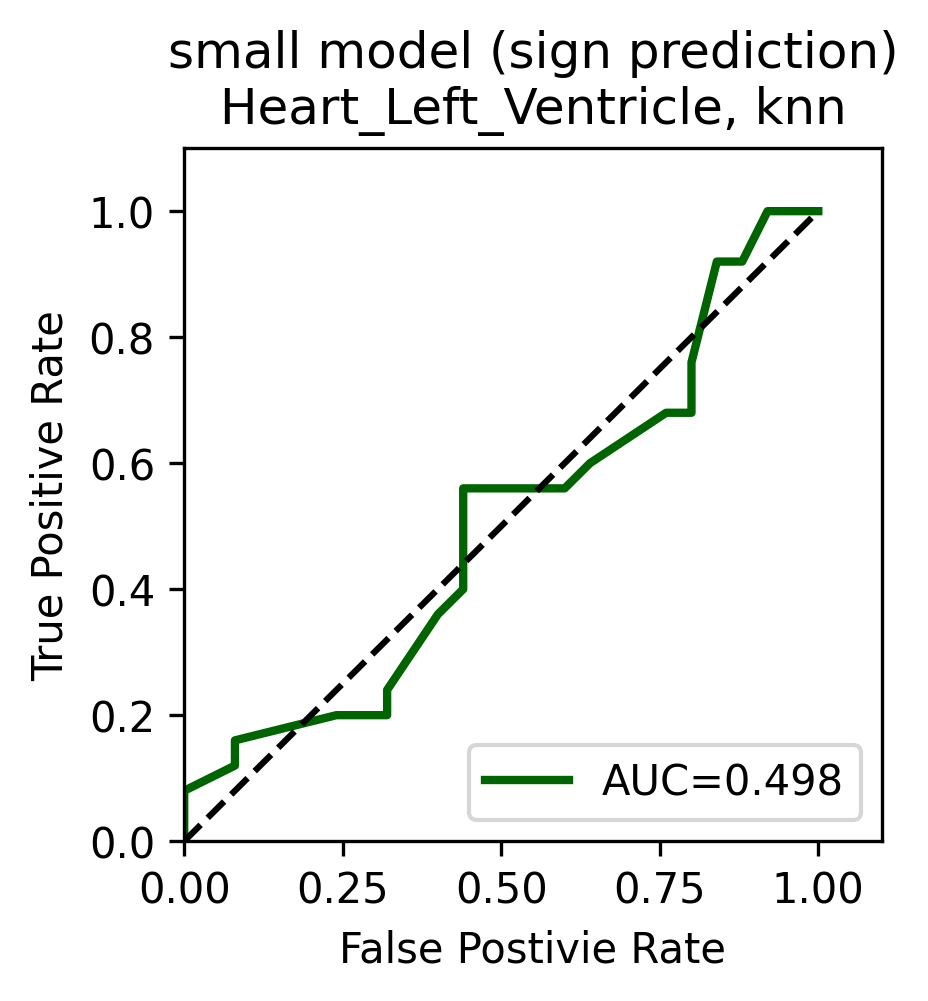 small model (sign prediction)
Heart_Left_Ventricle, knn
True Positive Rate
1.0
0.8
0.6
0.4
0.2
0.0
AUC=0.498
0.00 0.25 0.50 0.75 1.00
False Postivie Rate